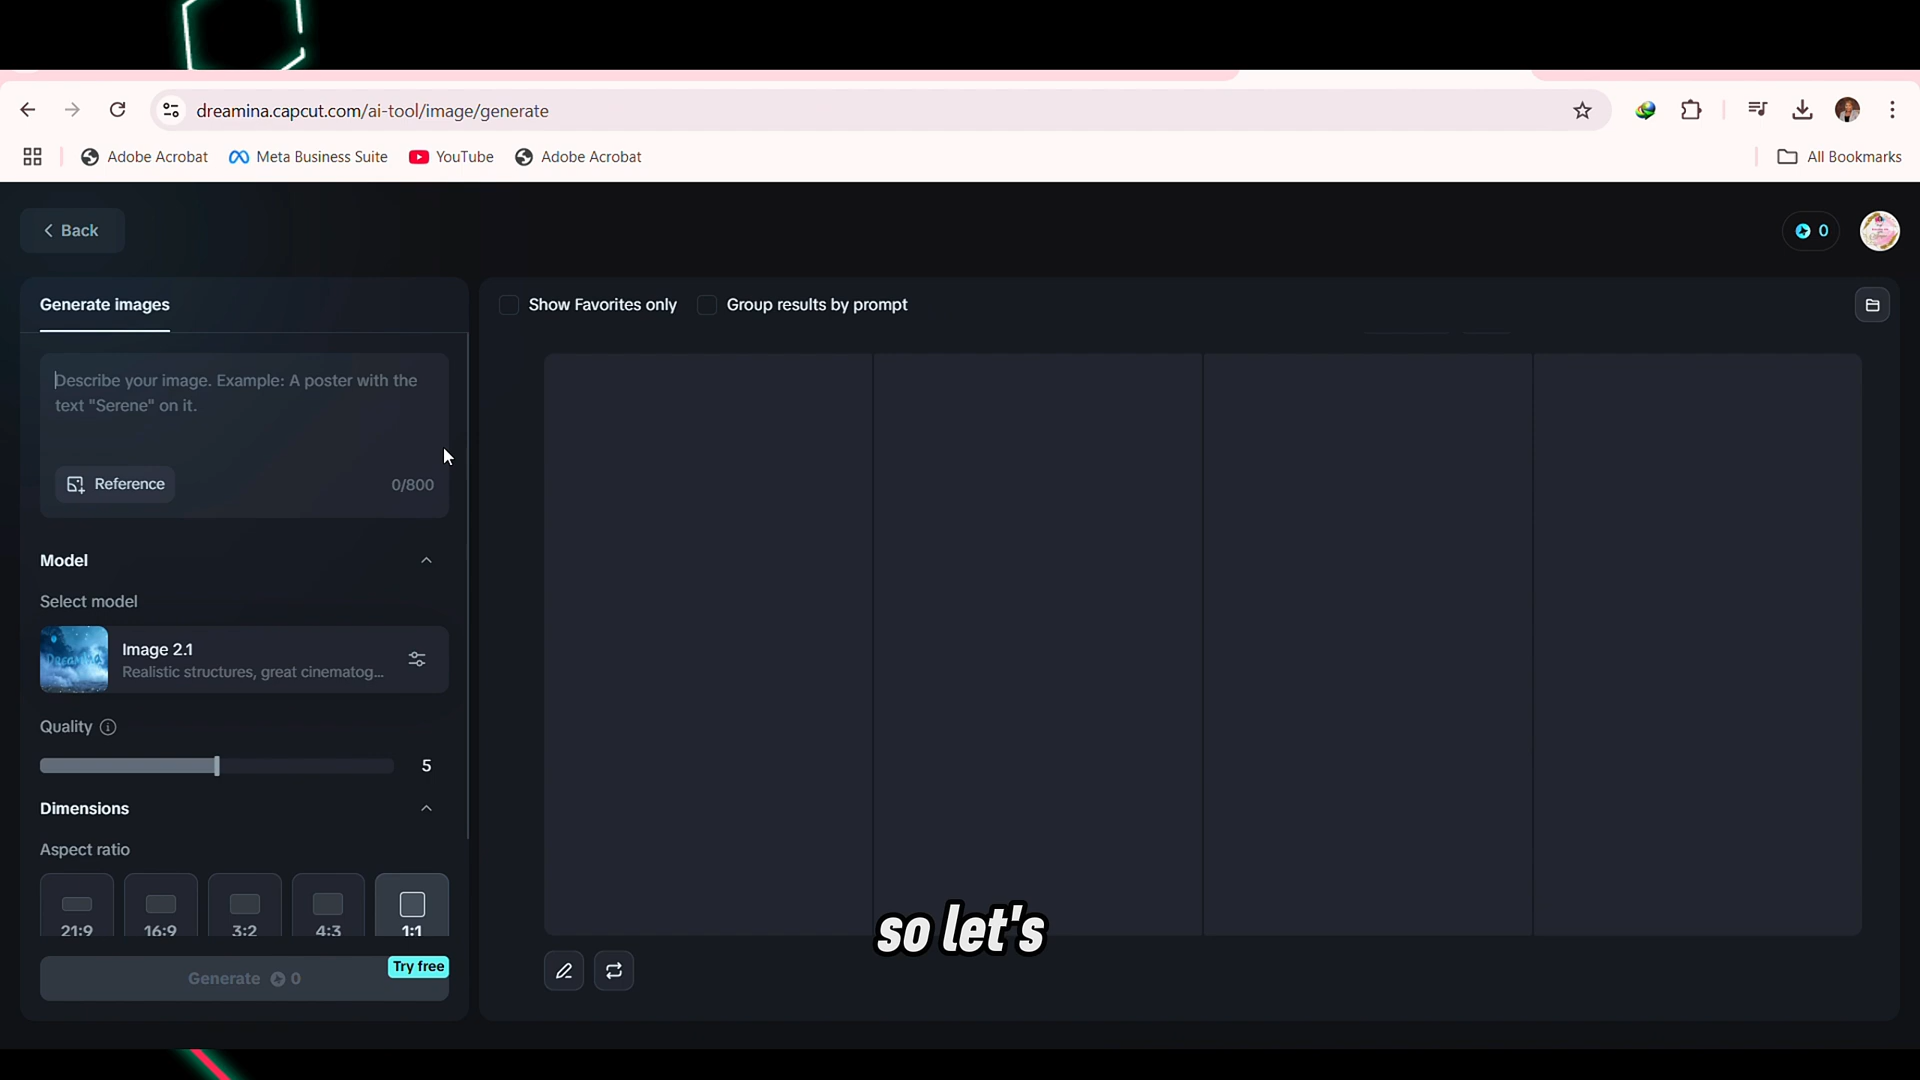 dreamina.capcut.com/ai-tool/image/generate
Adobe Acrobat
Meta Business Suite
YouTube
Adobe Acrobat
All Bookmarks
Back
0
Generate images
Show Favorites only
Group results by prompt
Describe your image. Example: A poster with the
text "Serene" on it.
Reference
0/800
Model
Select model
Image 2.1
Realistic structures, great cinematog...
Quality
5
Dimensions
Aspect ratio
21:9
16:9
3:2
4:3
1:1
so let's
Try free
Generate 0